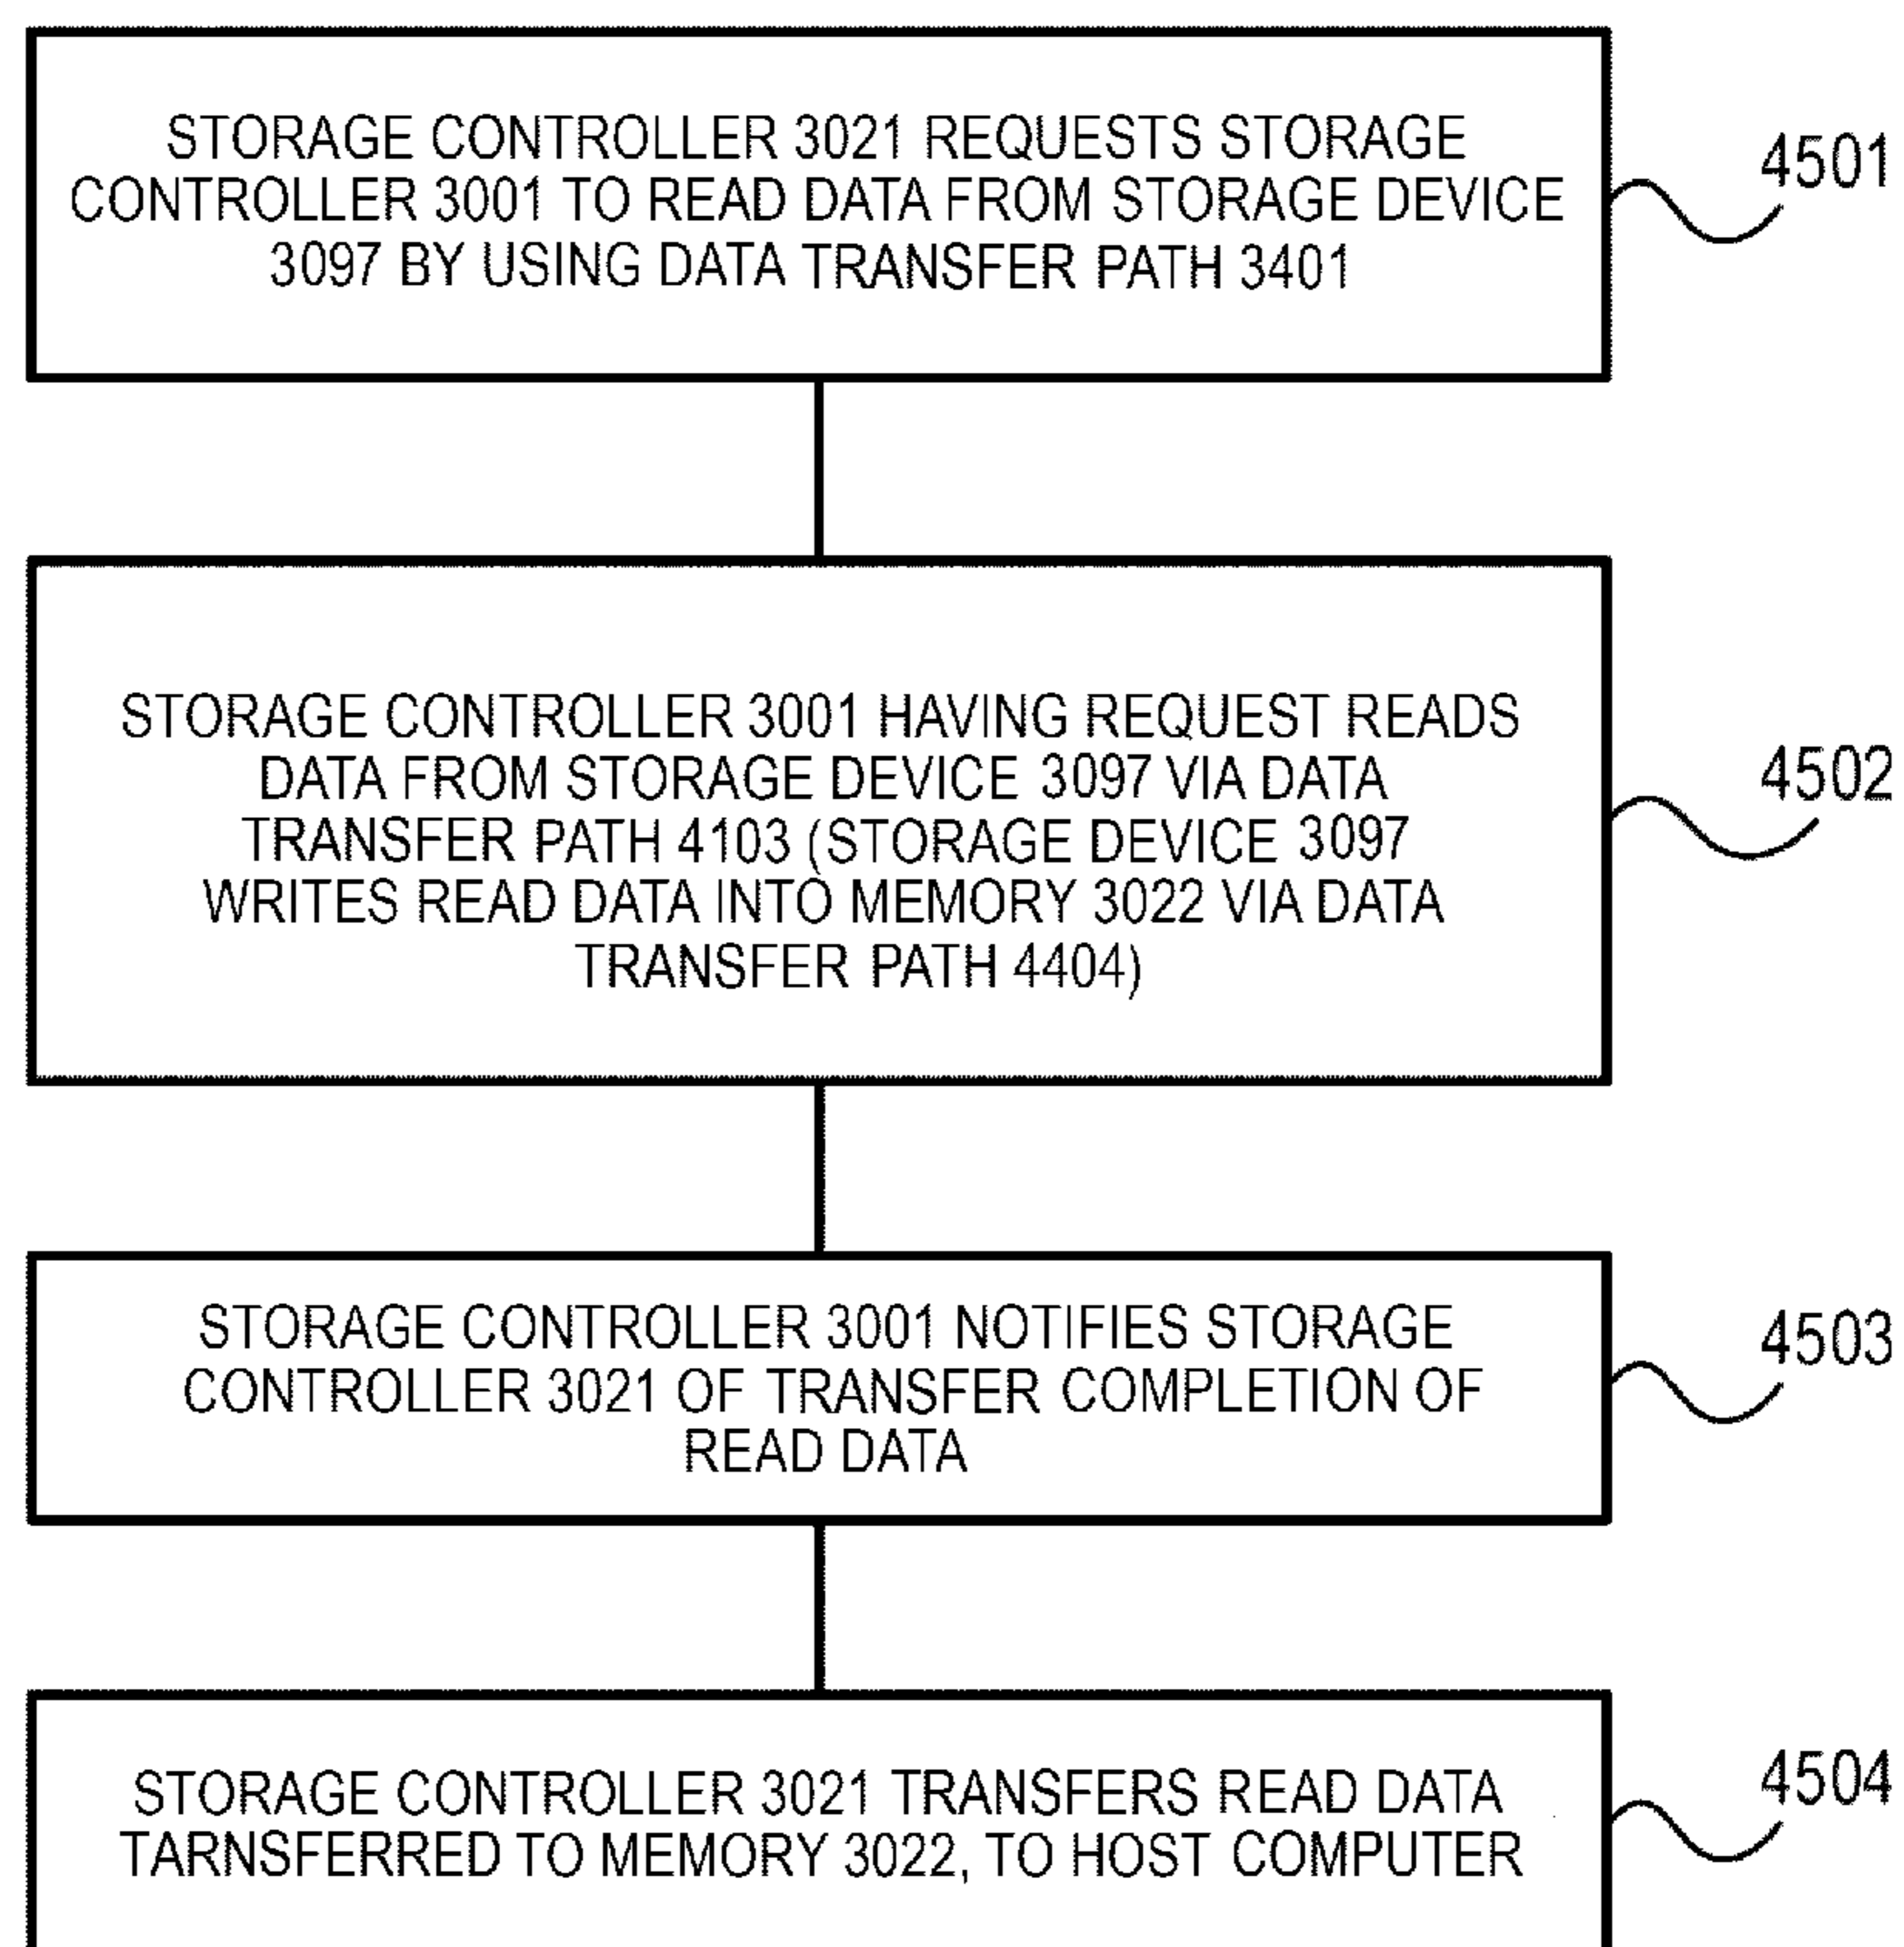 STORAGE CONTROLLER 3021 REQUESTS STORAGE
CONTROLLER 3001 TO READ DATA FROM STORAGE DEVICE
3097 BY USING DATA TRANSFER PATH 3401
4501
STORAGE CONTROLLER 3001 HAVING REQUEST READS
DATA FROM STORAGE DEVICE 3097 VIA DATA
TRANSFER PATH 4103 (STORAGE DEVICE 3097
WRITES READ DATA INTO MEMORY 3022 VIA DATA
TRANSFER PATH 4404)
4502
STORAGE CONTROLLER 3001 NOTIFIES STORAGE
CONTROLLER 3021 OF TRANSFER COMPLETION OF
READ DATA
4503
STORAGE CONTROLLER 3021 TRANSFERS READ DATA
TARNSFERRED TO MEMORY 3022, TO HOST COMPUTER
4504